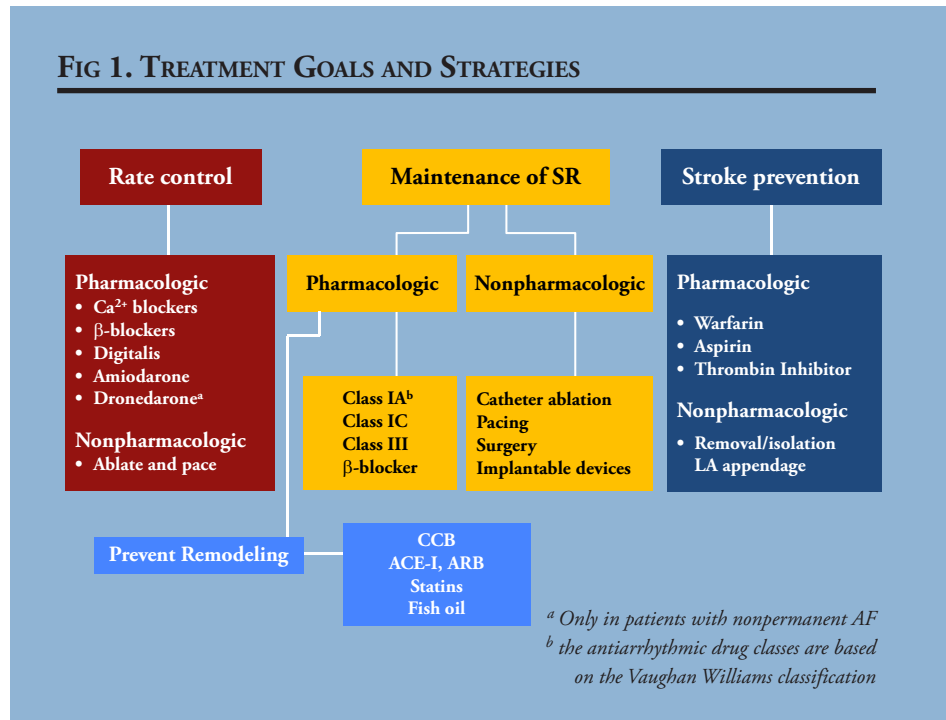 FIG 1. TREATMENT GOALS AND STRATEGIES
Rate control
Pharmacologic
• Ca²⁺ blockers
• β-blockers
• Digitalis
• Amiodarone
• Dronedaroneᵃ
Nonpharmacologic
• Ablate and pace
Maintenance of SR
Pharmacologic
Class IAᵇ
Class IC
Class III
β-blocker
Nonpharmacologic
Catheter ablation
Pacing
Surgery
Implantable devices
Stroke prevention
Pharmacologic
• Warfarin
• Aspirin
• Thrombin Inhibitor
Nonpharmacologic
• Removal/isolation
LA appendage
Prevent Remodeling
CCB
ACE-I, ARB
Statins
Fish oil
ᵃ Only in patients with nonpermanent AF
ᵇ the antiarrhythmic drug classes are based
on the Vaughan Williams classification